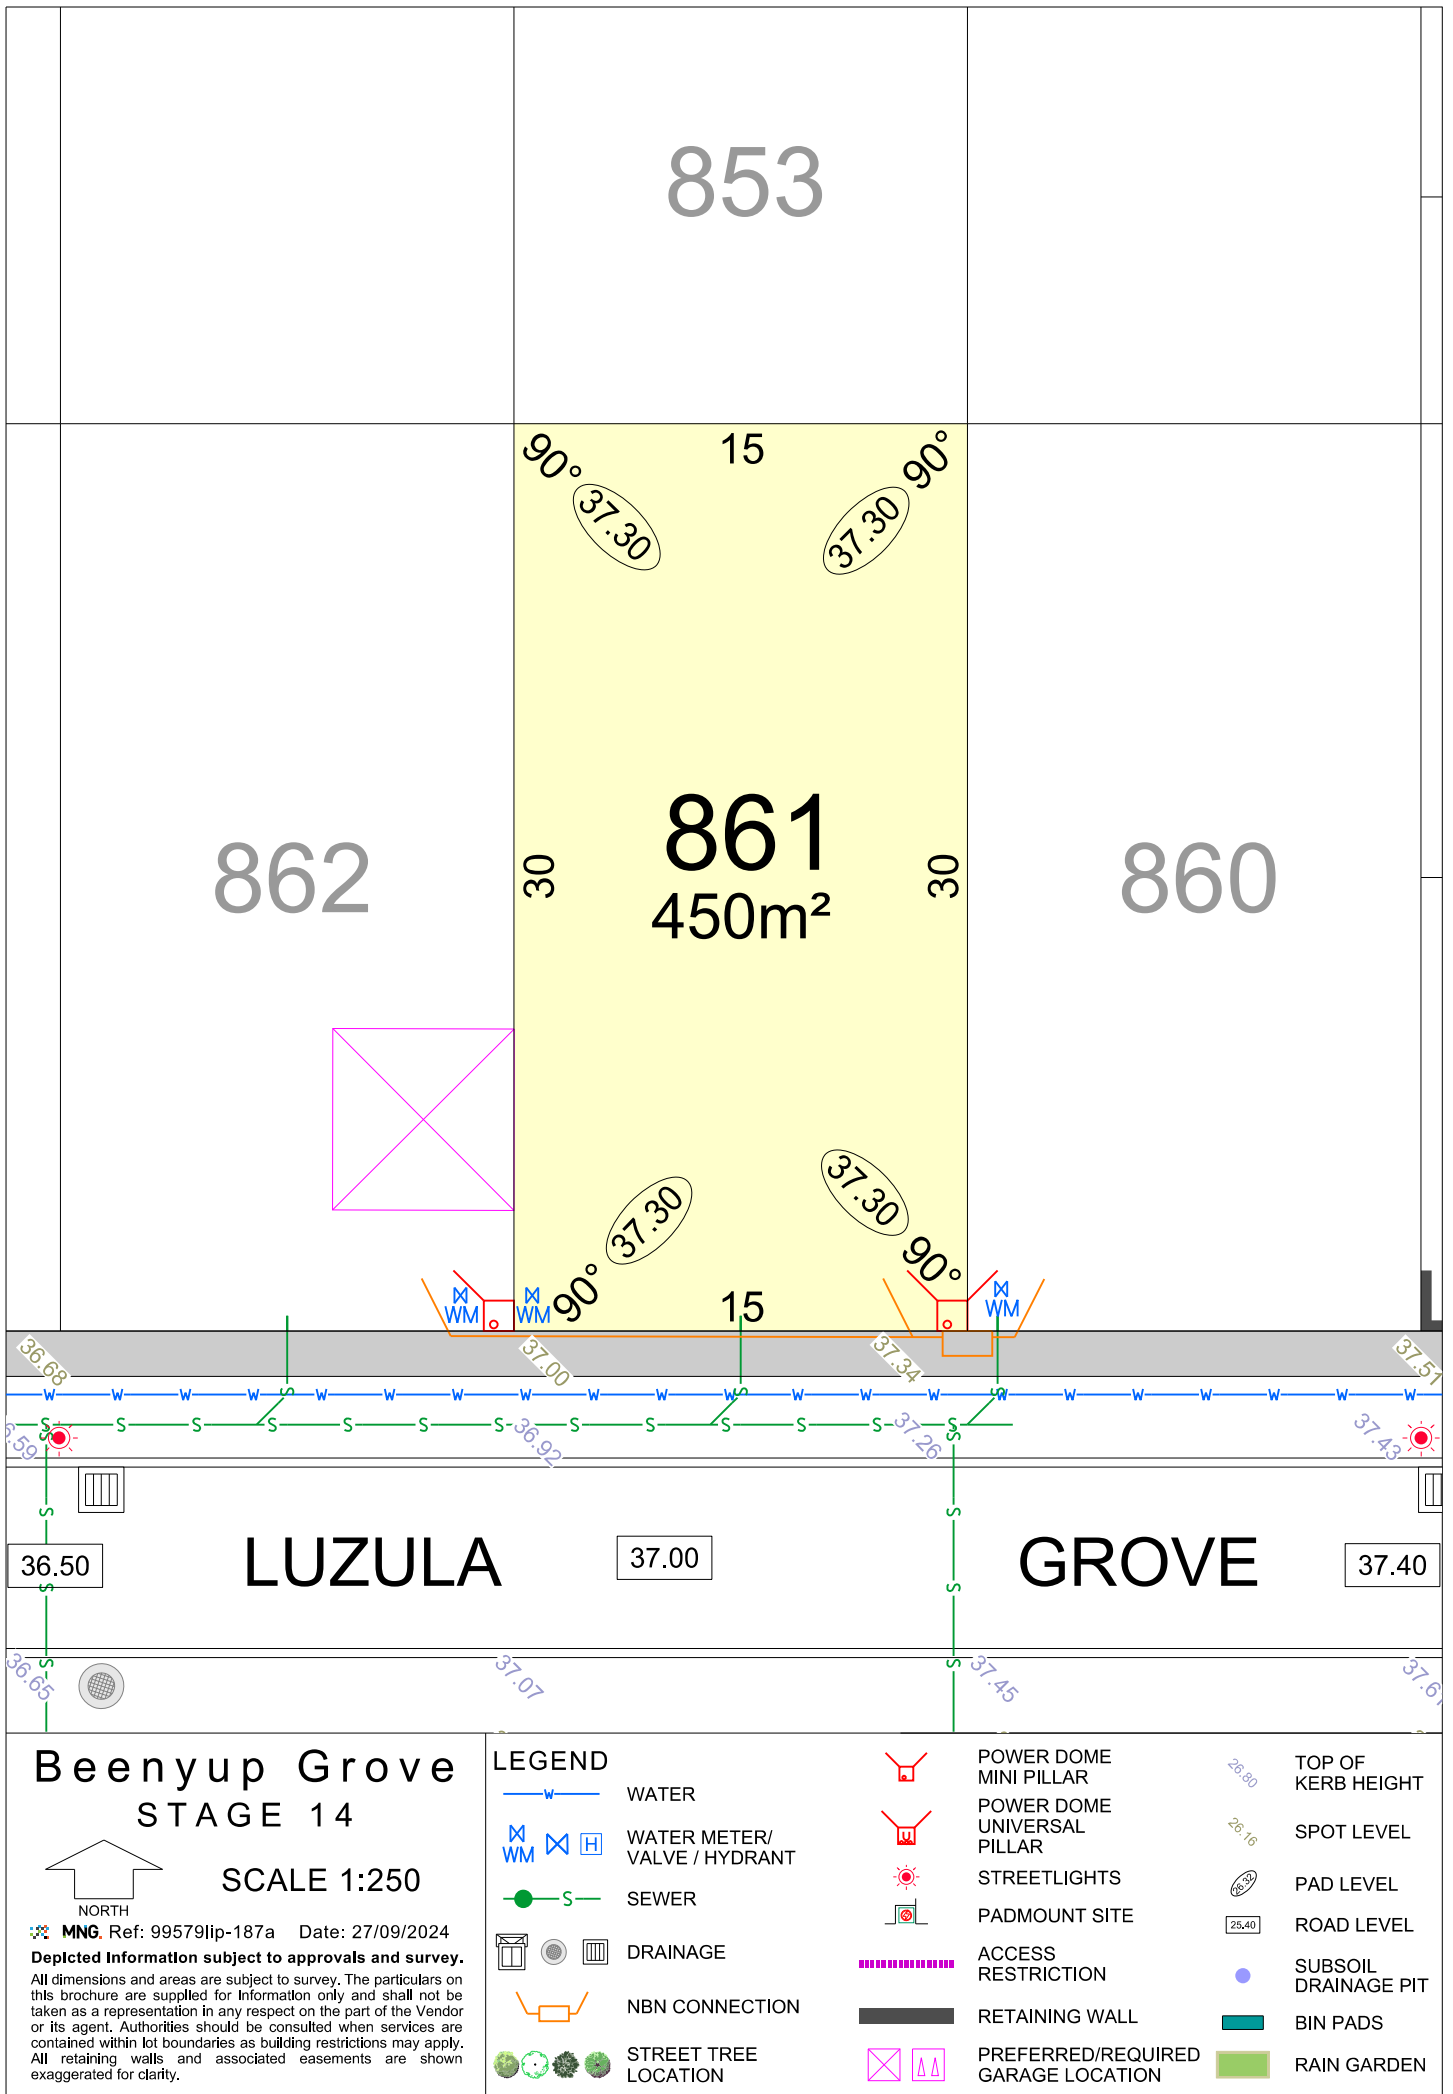 853
90° 15 90°
37.30 37.30
861
450m²
30 30
862
860
37.30 37.30
90° 15 90°
WM WM WM
36.68 37.00 37.34 37.51
W W W W W W W W W W W W W W W W W W W W W
S S S
S S S S S S S S S S S S S
36.92 37.26 37.43
S S
36.50 LUZULA 37.00 GROVE 37.40
S S
36.65 S 37.07 S 37.45
Beenyup Grove
STAGE 14
SCALE 1:250
NORTH
MNG. Ref: 99579lip-187a Date: 27/09/2024
Depicted Information subject to approvals and survey.
All dimensions and areas are subject to survey. The particulars on
this brochure are supplied for information only and shall not be
taken as a representation in any respect on the part of the Vendor
or its agent. Authorities should be consulted when services are
contained within lot boundaries as building restrictions may apply.
All retaining walls and associated easements are shown
exaggerated for clarity.
LEGEND
W WATER
WM H WATER METER/
VALVE / HYDRANT
S SEWER
DRAINAGE
NBN CONNECTION
STREET TREE
LOCATION
POWER DOME
MINI PILLAR
U POWER DOME
UNIVERSAL
PILLAR
STREETLIGHTS
PADMOUNT SITE
ACCESS
RESTRICTION
RETAINING WALL
PREFERRED/REQUIRED
GARAGE LOCATION
26.80 TOP OF
KERB HEIGHT
26.16 SPOT LEVEL
26.32 PAD LEVEL
25.40 ROAD LEVEL
SUBSOIL
DRAINAGE PIT
BIN PADS
RAIN GARDEN